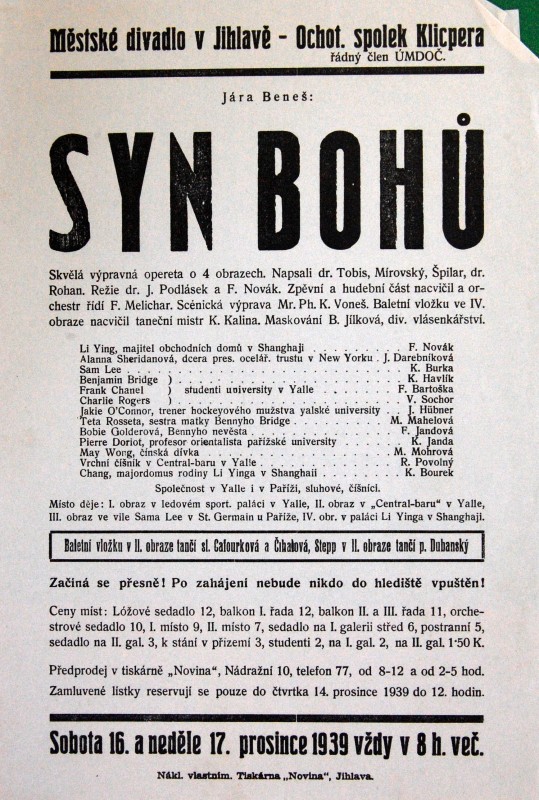 Městské divadlo v Jihlavě - Ochot. spolek Klicpera
řádný člen ÚMDOČ.
Jára Beneš:
SYN BOHŮ
Skvělá výpravná opereta o 4 obrazech. Napsali dr. Tobis, Mírovský, Špilar, dr.
Rohan. Režie dr. J. Podlásek a F. Novák. Zpěvní a hudební část nacvičil a or-
chestr řídí F. Melichar. Scénická výprava Mr. Ph. K. Voneš. Baletní vložku ve IV.
obraze nacvičil taneční mistr K. Kalina. Maskování B. Jílková, div. vlásenkářství.
Li Ying, majitel obchodních domů v Shanghaji . . . . . . . . . . F. Novák
Alanna Sheridanová, dcera pres. ocelář. trustu v New Yorku . J. Darebníková
Sam Lee . . . . . . . . . . . . . . . . . . . . . . . K. Burka
Benjamin Bridge ) . . . . . . . . . . . . . . . . . . K. Havlík
Frank Chanel ) studenti university v Yalle . . . . . . . F. Bartoška
Charlie Rogers ) . . . . . . . . . . . . . . . . . . V. Sochor
Jakie O'Connor, trener hockeyového mužstva yalské university . . J. Hübner
Teta Rosseta, sestra matky Bennyho Bridge . . . . . . . . M. Mahelová
Bobie Golderová, Bennyho nevěsta . . . . . . . . . . . . F. Jandová
Pierre Doriot, profesor orientalista pařížské university . . . . . K. Janda
May Wong, čínská dívka . . . . . . . . . . . . . . M. Mohrová
Vrchní číšník v Central-baru v Yalle . . . . . . . . . . . R. Povolný
Chang, majordomus rodiny Li Yinga v Shanghaii . . . . . . . K. Bourek
Společnost v Yalle i v Paříži, sluhové, číšníci.
Místo děje: I. obraz v ledovém sport. paláci v Yalle, II. obraz v „Central-baru“ v Yalle,
III. obraz ve vile Sama Lee v St. Germain u Paříže, IV. obr. v paláci Li Yinga v Shanghaji.
Baletní vložku v II. obraze tančí sl. Calourková a Čihalová, Stepp v II. obraze tančí p. Dubanský
Začíná se přesně! Po zahájení nebude nikdo do hlediště vpuštěn!
Ceny míst: Lóžové sedadlo 12, balkon I. řada 12, balkon II. a III. řada 11, orche-
strové sedadlo 10, I. místo 9, II. místo 7, sedadlo na I. galerii střed 6, postranní 5,
sedadlo na II. gal. 3, k stání v přízemí 3, studenti 2, na I. gal. 2, na II. gal. 1·50 K.
Předprodej v tiskárně „Novina“, Nádražní 10, telefon 77, od 8-12 a od 2-5 hod.
Zamluvené lístky reservují se pouze do čtvrtka 14. prosince 1939 do 12. hodin.
Sobota 16. a neděle 17. prosince 1939 vždy v 8 h. več.
Nákl. vlastním. Tiskárna „Novina“, Jihlava.